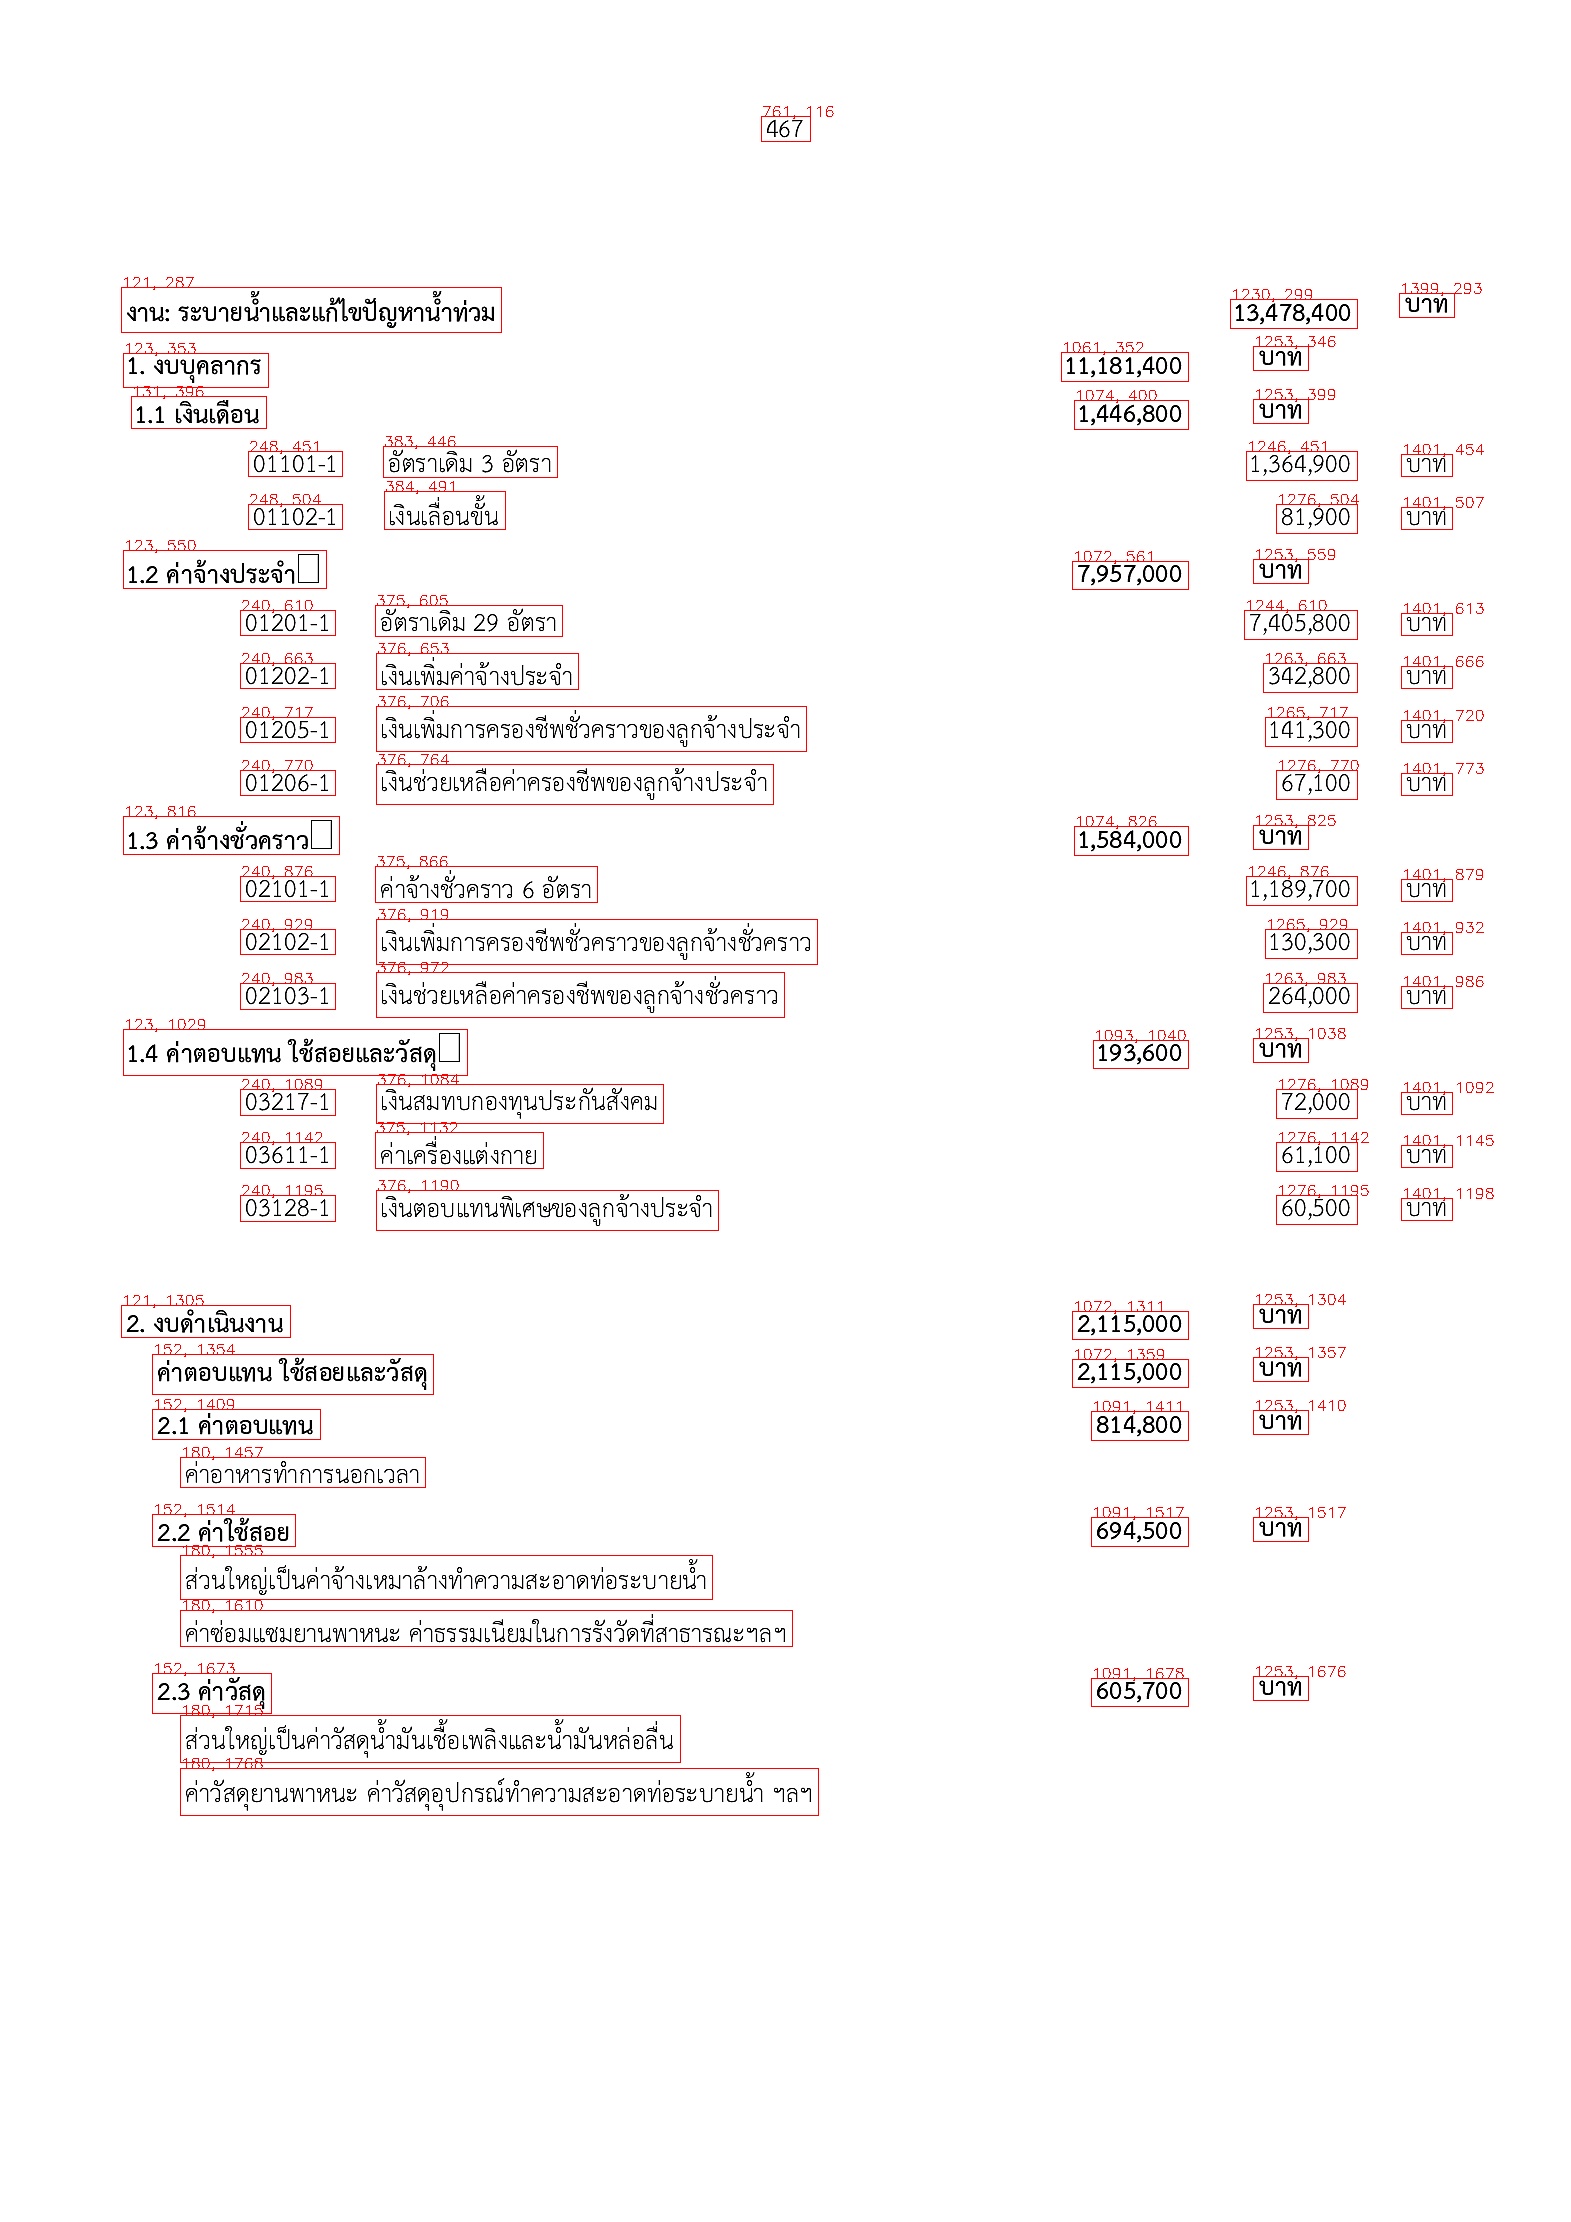 761, 116
467
121, 287 1230, 299 1399, 293
งาน: ระบายน้ำและแก้ไขปัญหาน้ำท่วม 13,478,400 บาท
123, 353 1061, 352 1253, 346
1. งบบุคลากร 11,181,400 บาท
131, 396 1074, 400 1253, 399
1.1 เงินเดือน 1,446,800 บาท
248, 451 383, 446 1246, 451 1401, 454
01101-1 อัตราเดิม 3 อัตรา 1,364,900 บาท
248, 504 384, 491 1276, 504 1401, 507
01102-1 เงินเลื่อนขั้น 81,900 บาท
123, 550 1072, 561 1253, 559
1.2 ค่าจ้างประจำ 7,957,000 บาท
240, 610 375, 605 1244, 610 1401, 613
01201-1 อัตราเดิม 29 อัตรา 7,405,800 บาท
240, 663 376, 653 1263, 663 1401, 666
01202-1 เงินเพิ่มค่าจ้างประจำ 342,800 บาท
240, 717 376, 706 1265, 717 1401, 720
01205-1 เงินเพิ่มการครองชีพชั่วคราวของลูกจ้างประจำ 141,300 บาท
240, 770 376, 764 1276, 770 1401, 773
01206-1 เงินช่วยเหลือค่าครองชีพของลูกจ้างประจำ 67,100 บาท
123, 816 1074, 826 1253, 825
1.3 ค่าจ้างชั่วคราว 1,584,000 บาท
240, 876 375, 866 1246, 876 1401, 879
02101-1 ค่าจ้างชั่วคราว 6 อัตรา 1,189,700 บาท
240, 929 376, 919 1265, 929 1401, 932
02102-1 เงินเพิ่มการครองชีพชั่วคราวของลูกจ้างชั่วคราว 130,300 บาท
240, 983 376, 972 1263, 983 1401, 986
02103-1 เงินช่วยเหลือค่าครองชีพของลูกจ้างชั่วคราว 264,000 บาท
123, 1029 1093, 1040 1253, 1038
1.4 ค่าตอบแทน ใช้สอยและวัสดุ 193,600 บาท
240, 1089 376, 1084 1276, 1089 1401, 1092
03217-1 เงินสมทบกองทุนประกันสังคม 72,000 บาท
240, 1142 375, 1132 1276, 1142 1401, 1145
03611-1 ค่าเครื่องแต่งกาย 61,100 บาท
240, 1195 376, 1190 1276, 1195 1401, 1198
03128-1 เงินตอบแทนพิเศษของลูกจ้างประจำ 60,500 บาท
121, 1305 1072, 1311 1253, 1304
2. งบดำเนินงาน 2,115,000 บาท
152, 1354 1072, 1359 1253, 1357
ค่าตอบแทน ใช้สอยและวัสดุ 2,115,000 บาท
152, 1409 1091, 1411 1253, 1410
2.1 ค่าตอบแทน 814,800 บาท
180, 1457
ค่าอาหารทำการนอกเวลา
152, 1514 1091, 1517 1253, 1517
2.2 ค่าใช้สอย 694,500 บาท
180, 1555
ส่วนใหญ่เป็นค่าจ้างเหมาล้างทำความสะอาดท่อระบายน้ำ
180, 1610
ค่าซ่อมแซมยานพาหนะ ค่าธรรมเนียมในการรังวัดที่สาธารณะฯลฯ
152, 1673 1091, 1678 1253, 1676
2.3 ค่าวัสดุ 605,700 บาท
180, 1715
ส่วนใหญ่เป็นค่าวัสดุน้ำมันเชื้อเพลิงและน้ำมันหล่อลื่น
180, 1768
ค่าวัสดุยานพาหนะ ค่าวัสดุอุปกรณ์ทำความสะอาดท่อระบายน้ำ ฯลฯ